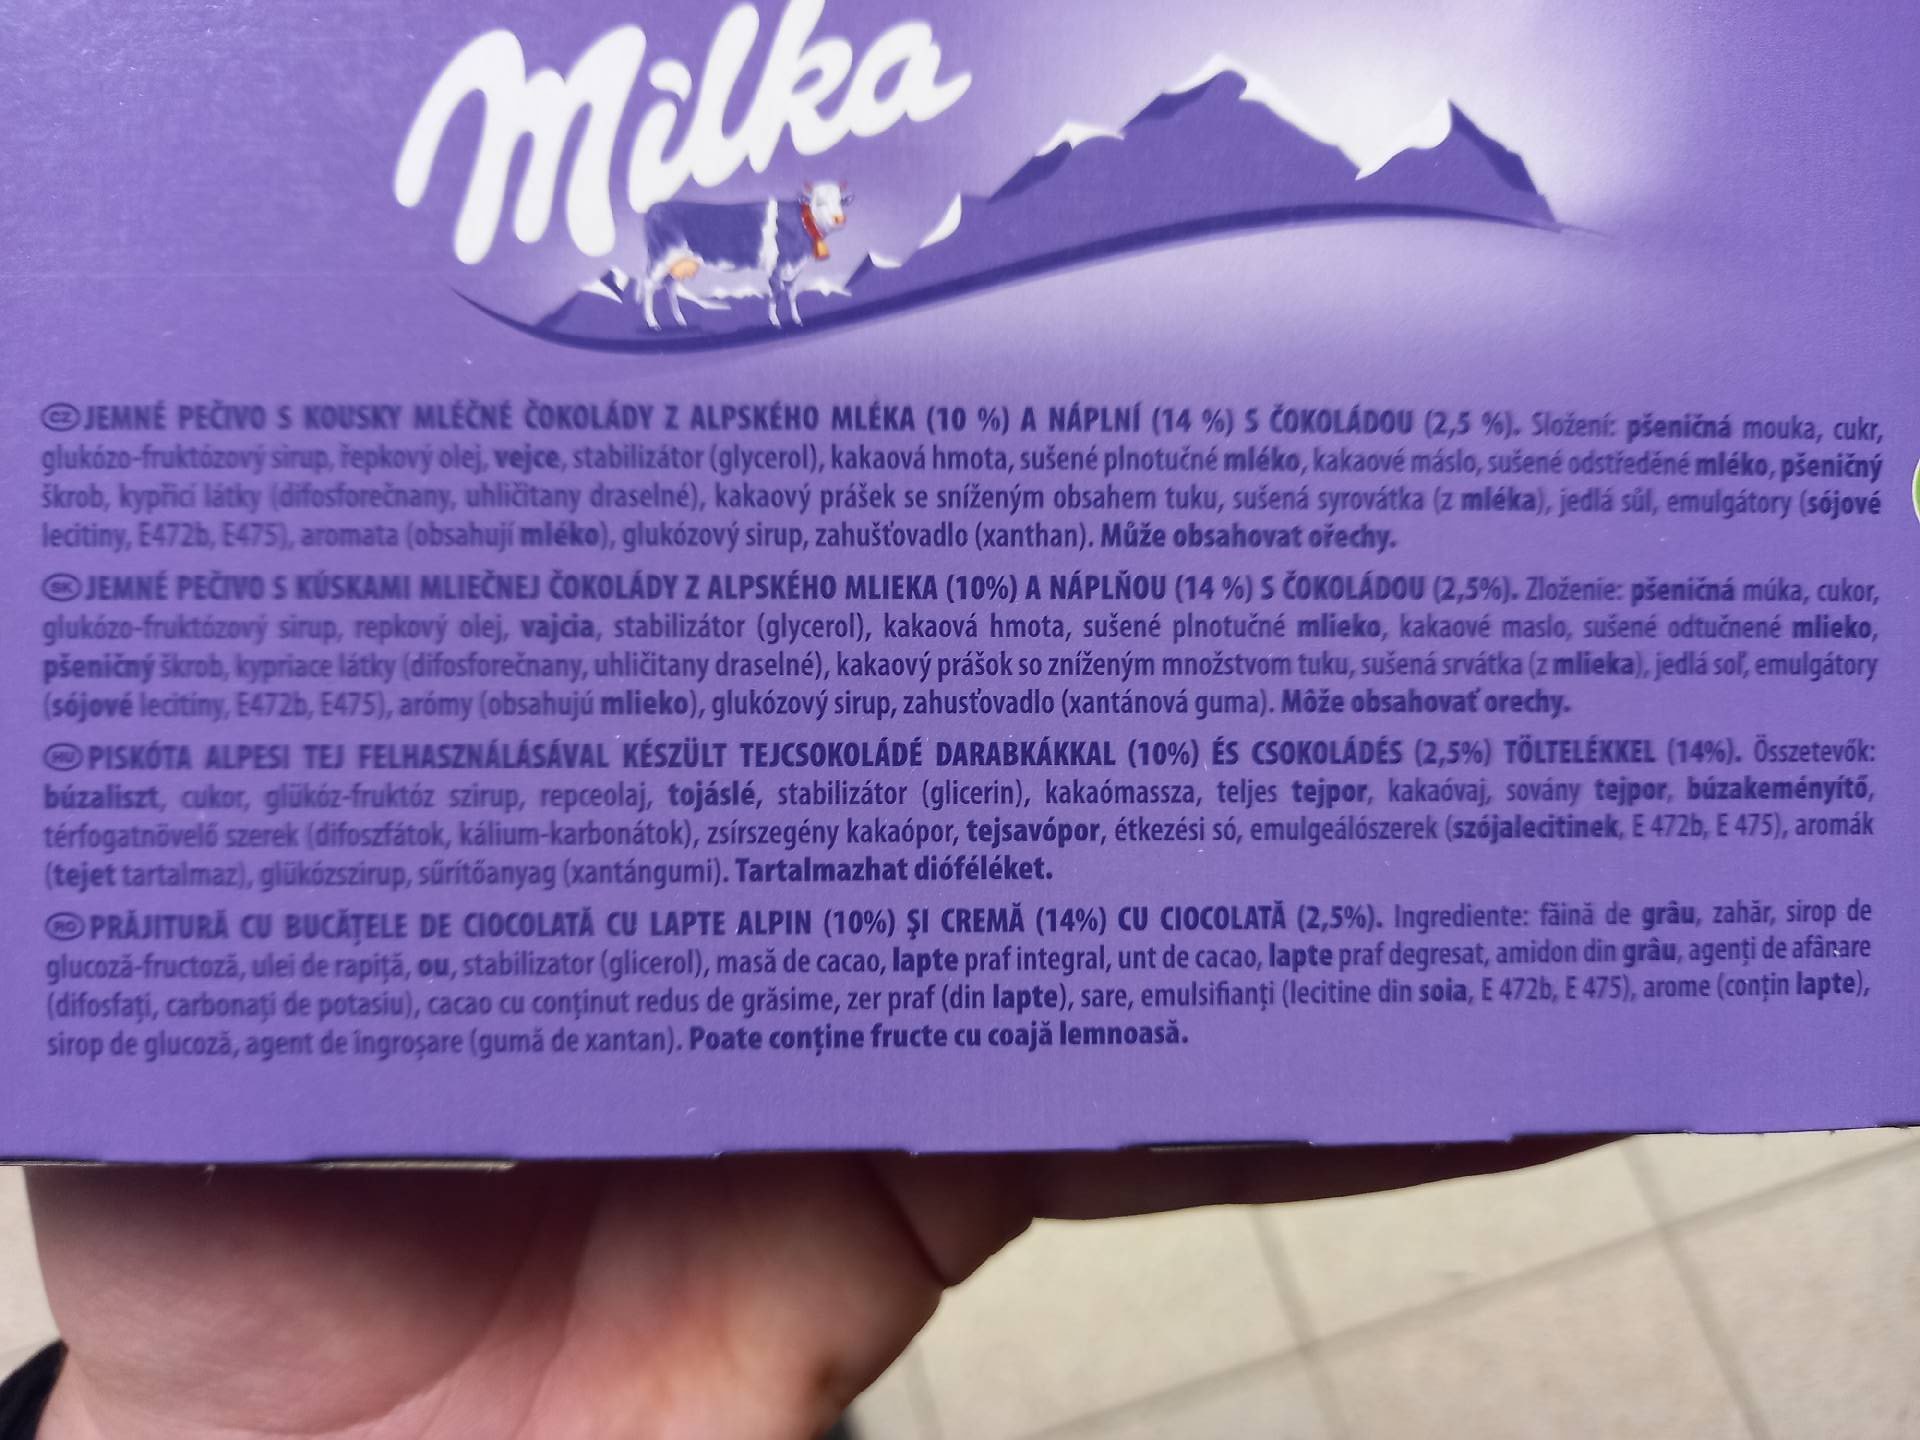 Milka
CZ JEMNÉ PEČIVO S KOUSKY MLÉČNÉ ČOKOLÁDY Z ALPSKÉHO MLÉKA (10 %) A NÁPLNÍ (14 %) S ČOKOLÁDOU (2,5 %). Složení: pšeničná mouka, cukr,
glukózo-fruktózový sirup, řepkový olej, vejce, stabilizátor (glycerol), kakaová hmota, sušené plnotučné mléko, kakaové máslo, sušené odstředěné mléko, pšeničný
škrob, kypřicí látky (difosforečnany, uhličitany draselné), kakaový prášek se sníženým obsahem tuku, sušená syrovátka (z mléka), jedlá sůl, emulgátory (sójové
lecitiny, E472b, E475), aromata (obsahují mléko), glukózový sirup, zahušťovadlo (xanthan). Může obsahovat ořechy.
SK JEMNÉ PEČIVO S KÚSKAMI MLIEČNEJ ČOKOLÁDY Z ALPSKÉHO MLIEKA (10%) A NÁPLŇOU (14 %) S ČOKOLÁDOU (2,5%). Zloženie: pšeničná múka, cukor,
glukózo-fruktózový sirup, repkový olej, vajcia, stabilizátor (glycerol), kakaová hmota, sušené plnotučné mlieko, kakaové maslo, sušené odtučnené mlieko,
pšeničný škrob, kypriace látky (difosforečnany, uhličitany draselné), kakaový prášok so zníženým množstvom tuku, sušená srvátka (z mlieka), jedlá soľ, emulgátory
(sójové lecitíny, E472b, E475), arómy (obsahujú mlieko), glukózový sirup, zahusťovadlo (xantánová guma). Môže obsahovať orechy.
HU PISKÓTA ALPESI TEJ FELHASZNÁLÁSÁVAL KÉSZÜLT TEJCSOKOLÁDÉ DARABKÁKKAL (10%) ÉS CSOKOLÁDÉS (2,5%) TÖLTELÉKKEL (14%). Összetevők:
búzaliszt, cukor, glükóz-fruktóz szirup, repceolaj, tojáslé, stabilizátor (glicerin), kakaómassza, teljes tejpor, kakaóvaj, sovány tejpor, búzakeményítő,
térfogatnövelő szerek (difoszfátok, kálium-karbonátok), zsírszegény kakaópor, tejsavópor, étkezési só, emulgeálószerek (szójalecitinek, E 472b, E 475), aromák
(tejet tartalmaz), glükózszirup, sűrítőanyag (xantángumi). Tartalmazhat dióféléket.
RO PRĂJITURĂ CU BUCĂȚELE DE CIOCOLATĂ CU LAPTE ALPIN (10%) ȘI CREMĂ (14%) CU CIOCOLATĂ (2,5%). Ingrediente: făină de grâu, zahăr, sirop de
glucoză-fructoză, ulei de rapiță, ou, stabilizator (glicerol), masă de cacao, lapte praf integral, unt de cacao, lapte praf degresat, amidon din grâu, agenți de afânare
(difosfați, carbonați de potasiu), cacao cu conținut redus de grăsime, zer praf (din lapte), sare, emulsifianți (lecitine din soia, E 472b, E 475), arome (conțin lapte),
sirop de glucoză, agent de îngroșare (gumă de xantan). Poate conține fructe cu coajă lemnoasă.